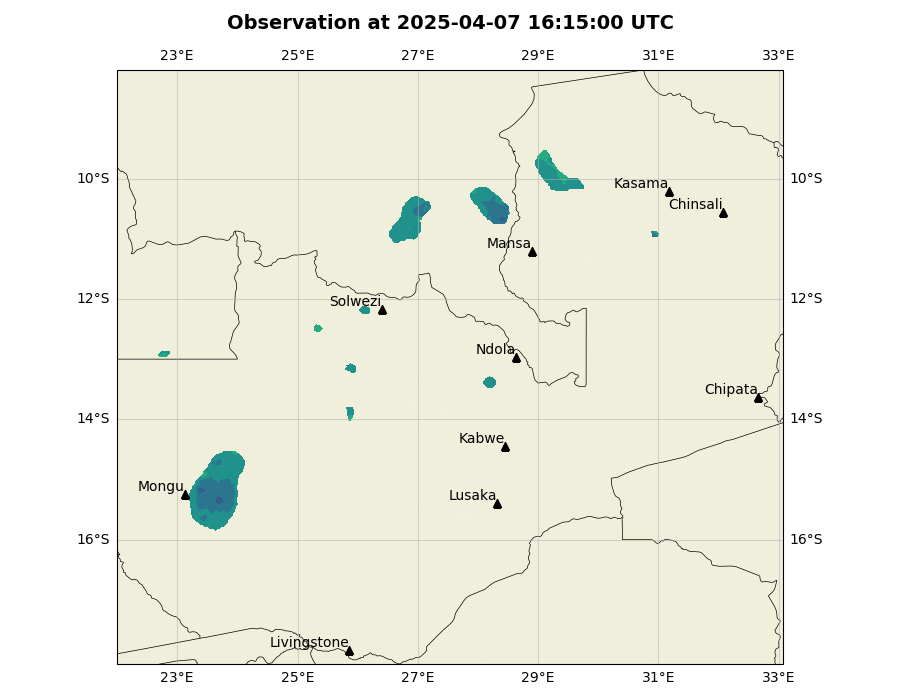 Observation at 2025-04-07 16:15:00 UTC
23°E 25°E 27°E 29°E 31°E 33°E
10°S 10°S
Kasama
Chinsali
Mansa
12°S 12°S
Solwezi
Ndola
Chipata
14°S 14°S
Kabwe
Mongu
Lusaka
16°S 16°S
Livingstone
23°E 25°E 27°E 29°E 31°E 33°E